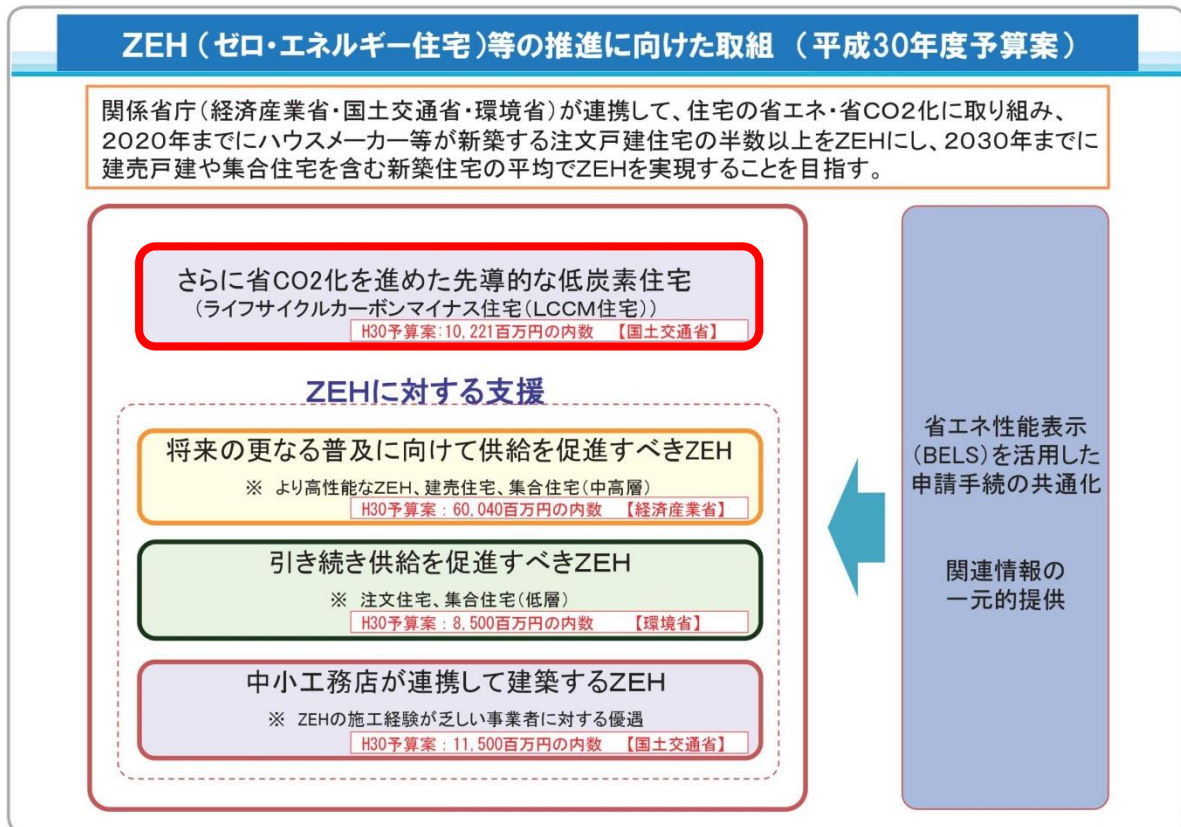 ZEH(ゼロ・エネルギー住宅)等の推進に向けた取組 (平成30年度予算案)
関係省庁(経済産業省・国土交通省・環境省)が連携して、住宅の省エネ・省CO2化に取り組み、
2020年までにハウスメーカー等が新築する注文戸建住宅の半数以上をZEHにし、2030年までに
建売戸建や集合住宅を含む新築住宅の平均でZEHを実現することを目指す。
さらに省CO2化を進めた先導的な低炭素住宅
(ライフサイクルカーボンマイナス住宅(LCCM住宅))
H30予算案:10,221百万円の内数 【国土交通省】
ZEHに対する支援
将来の更なる普及に向けて供給を促進すべきZEH
※ より高性能なZEH、建売住宅、集合住宅(中高層)
H30予算案:60,040百万円の内数 【経済産業省】
引き続き供給を促進すべきZEH
※ 注文住宅、集合住宅(低層)
H30予算案:8,500百万円の内数 【環境省】
中小工務店が連携して建築するZEH
※ ZEHの施工経験が乏しい事業者に対する優遇
H30予算案:11,500百万円の内数 【国土交通省】
省エネ性能表示
(BELS)を活用した
申請手続の共通化
関連情報の
一元的提供